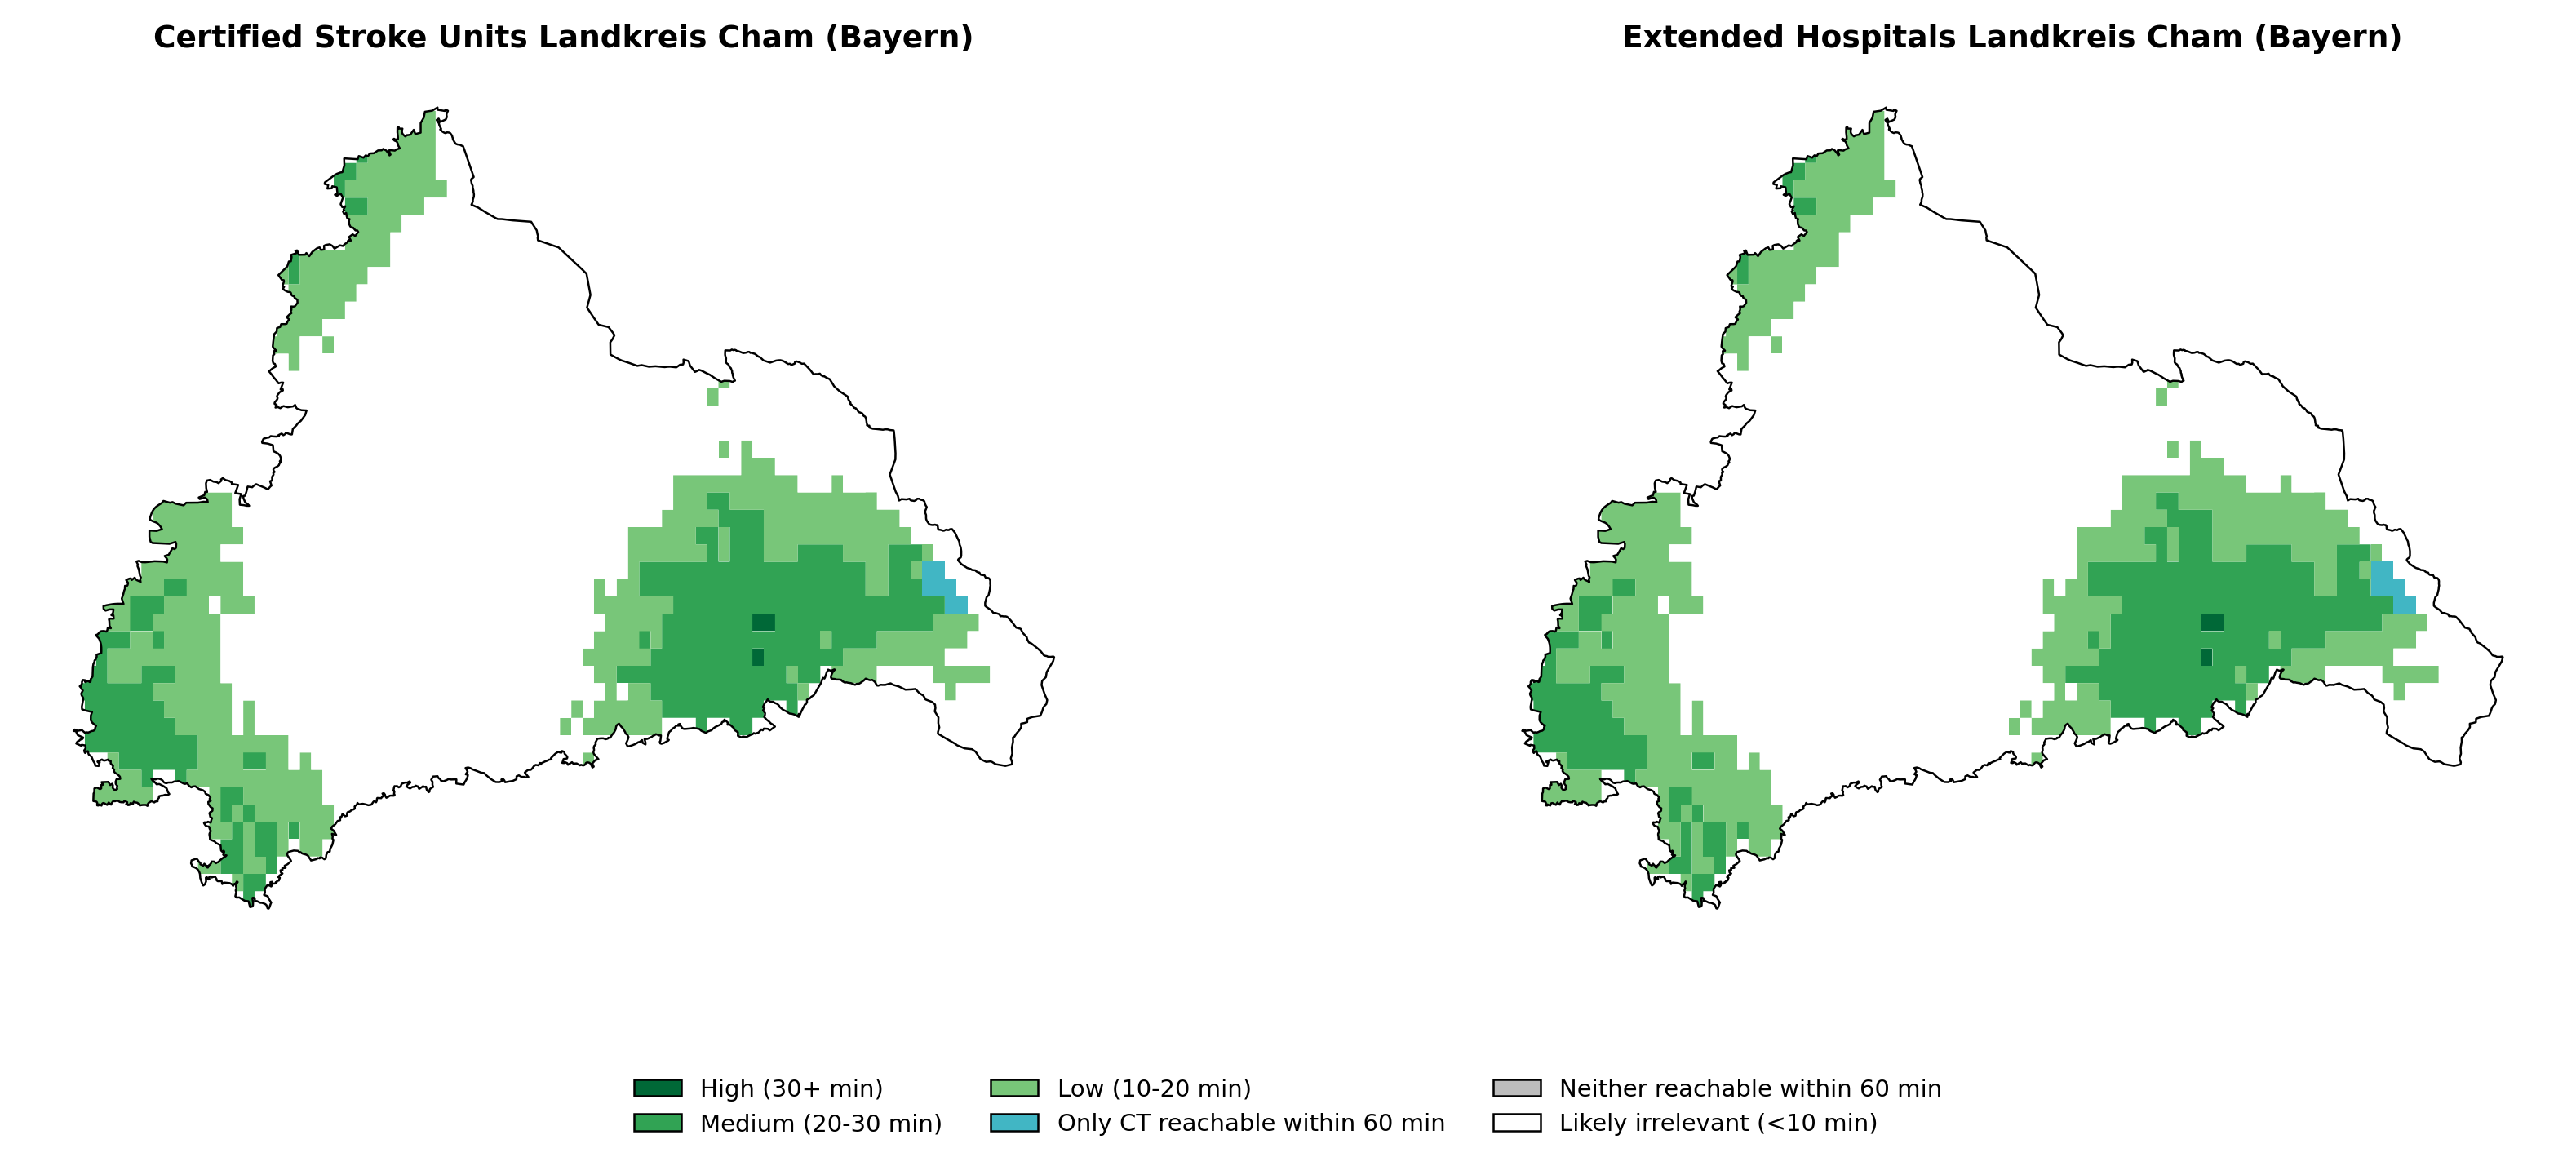 Certified Stroke Units Landkreis Cham (Bayern)
Extended Hospitals Landkreis Cham (Bayern)
High (30+ min)
Medium (20-30 min)
Low (10-20 min)
Only CT reachable within 60 min
Neither reachable within 60 min
Likely irrelevant (<10 min)